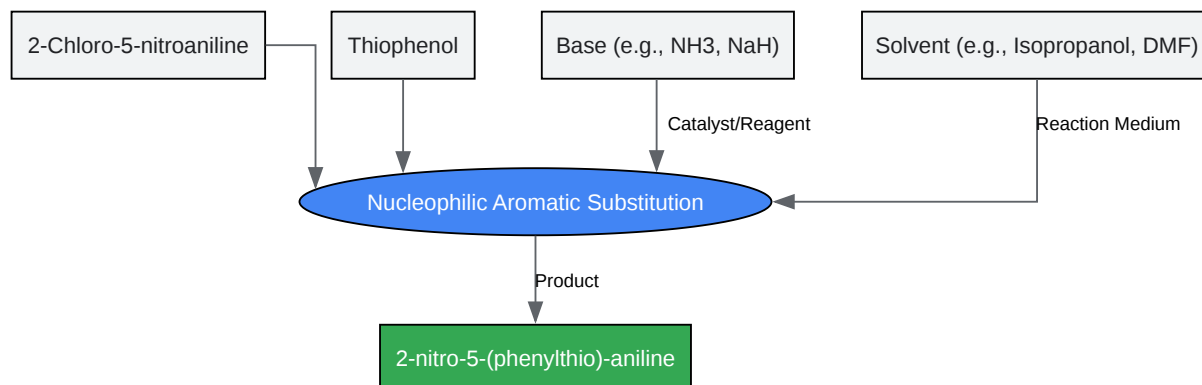 2-Chloro-5-nitroaniline
Thiophenol
Base (e.g., NH3, NaH)
Solvent (e.g., Isopropanol, DMF)
Catalyst/Reagent
Reaction Medium
Nucleophilic Aromatic Substitution
Product
2-nitro-5-(phenylthio)-aniline